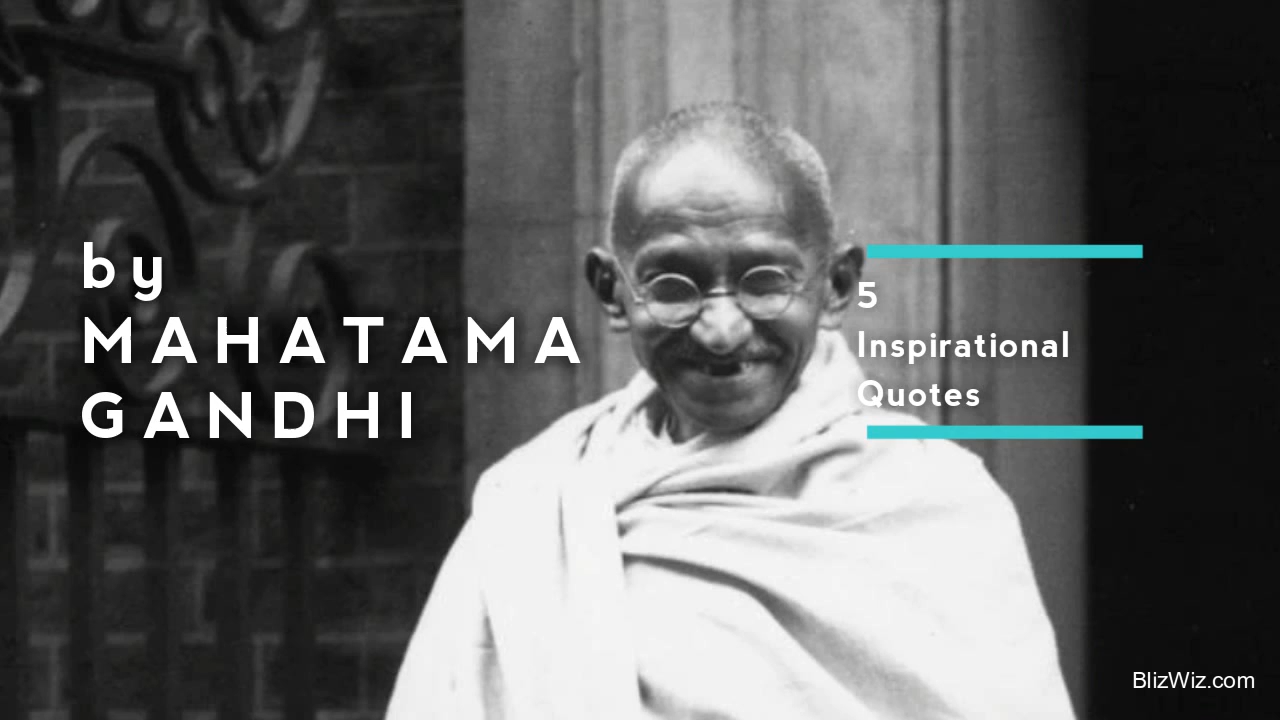 by
MAHATAMA
GANDHI
5
Inspirational
Quotes
BlizWiz.com